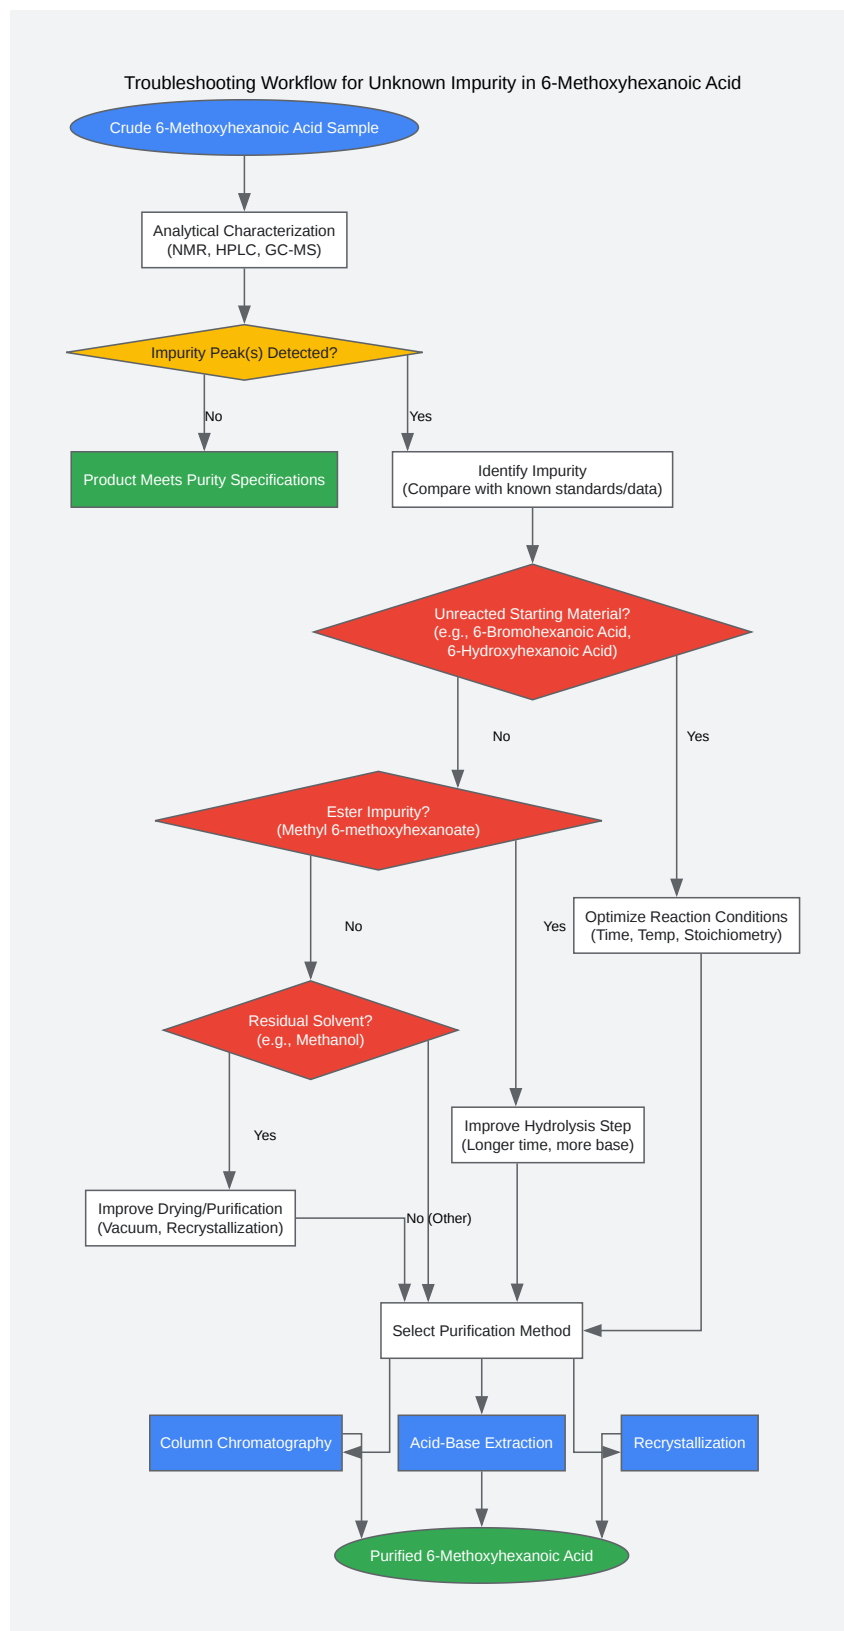 Troubleshooting Workflow for Unknown Impurity in 6-Methoxyhexanoic Acid
Crude 6-Methoxyhexanoic Acid Sample
Analytical Characterization
(NMR, HPLC, GC-MS)
Impurity Peak(s) Detected?
No
Yes
Product Meets Purity Specifications
Identify Impurity
(Compare with known standards/data)
Unreacted Starting Material?
(e.g., 6-Bromohexanoic Acid,
6-Hydroxyhexanoic Acid)
No
Yes
Ester Impurity?
(Methyl 6-methoxyhexanoate)
No
Yes
Optimize Reaction Conditions
(Time, Temp, Stoichiometry)
Residual Solvent?
(e.g., Methanol)
Yes
Improve Hydrolysis Step
(Longer time, more base)
Improve Drying/Purification
(Vacuum, Recrystallization)
No (Other)
Select Purification Method
Column Chromatography
Acid-Base Extraction
Recrystallization
Purified 6-Methoxyhexanoic Acid